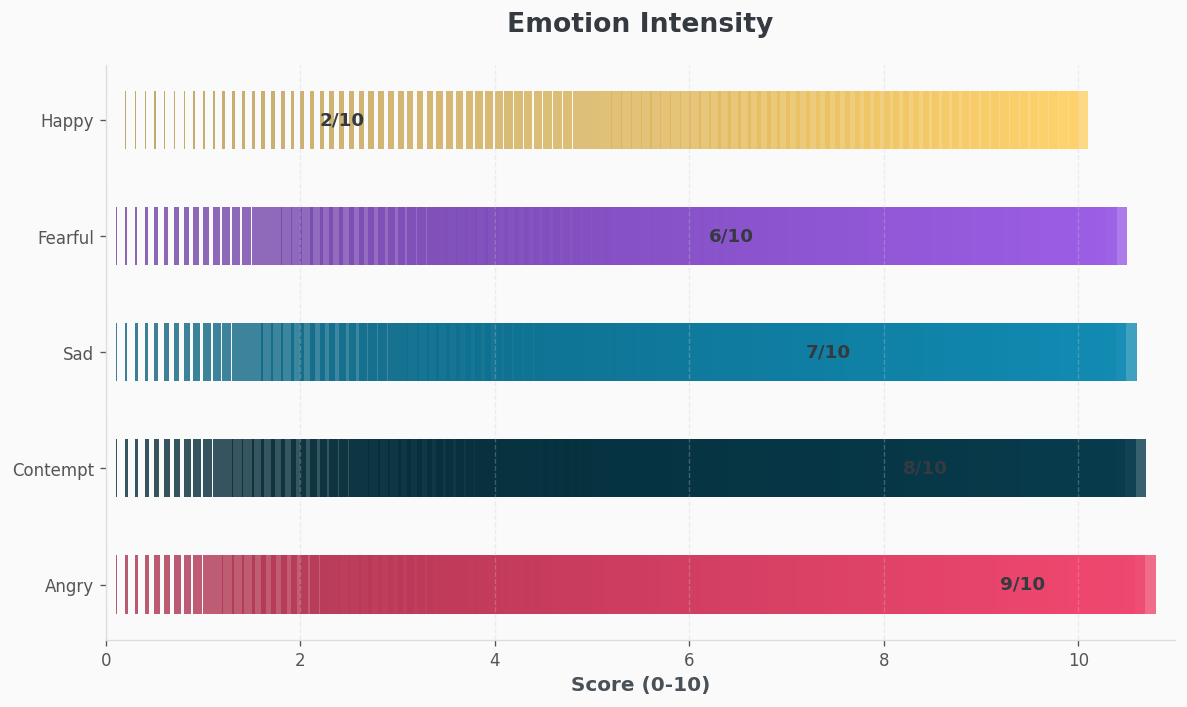 Emotion Intensity
Happy
2/10
Fearful
6/10
Sad
7/10
Contempt
8/10
Angry
9/10
0 2 4 6 8 10
Score (0-10)